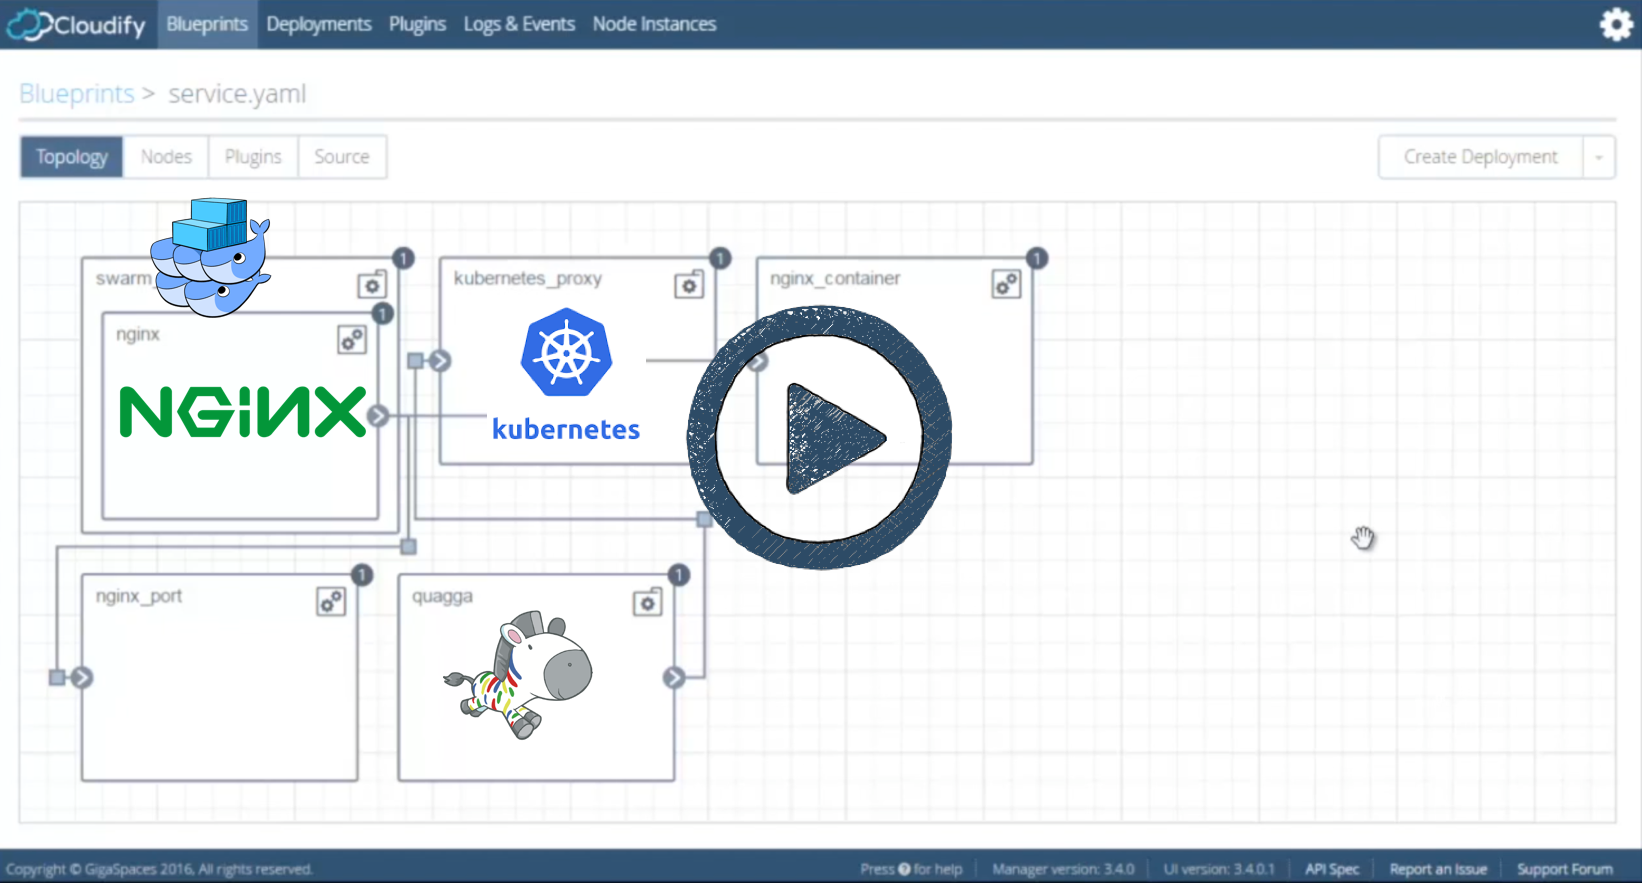 Cloudify Blueprints Deployments Plugins Logs & Events Node Instances
Blueprints > service.yaml
Topology Nodes Plugins Source Create Deployment
swarm_
1
kubernetes_proxy
1
nginx_container
1
nginx
1
NGINX
kubernetes
nginx_port
1
quagga
1
Copyright © GigaSpaces 2016, All rights reserved. Press ? for help Manager version: 3.4.0 UI version: 3.4.0.1 API Spec Report an Issue Support Forum